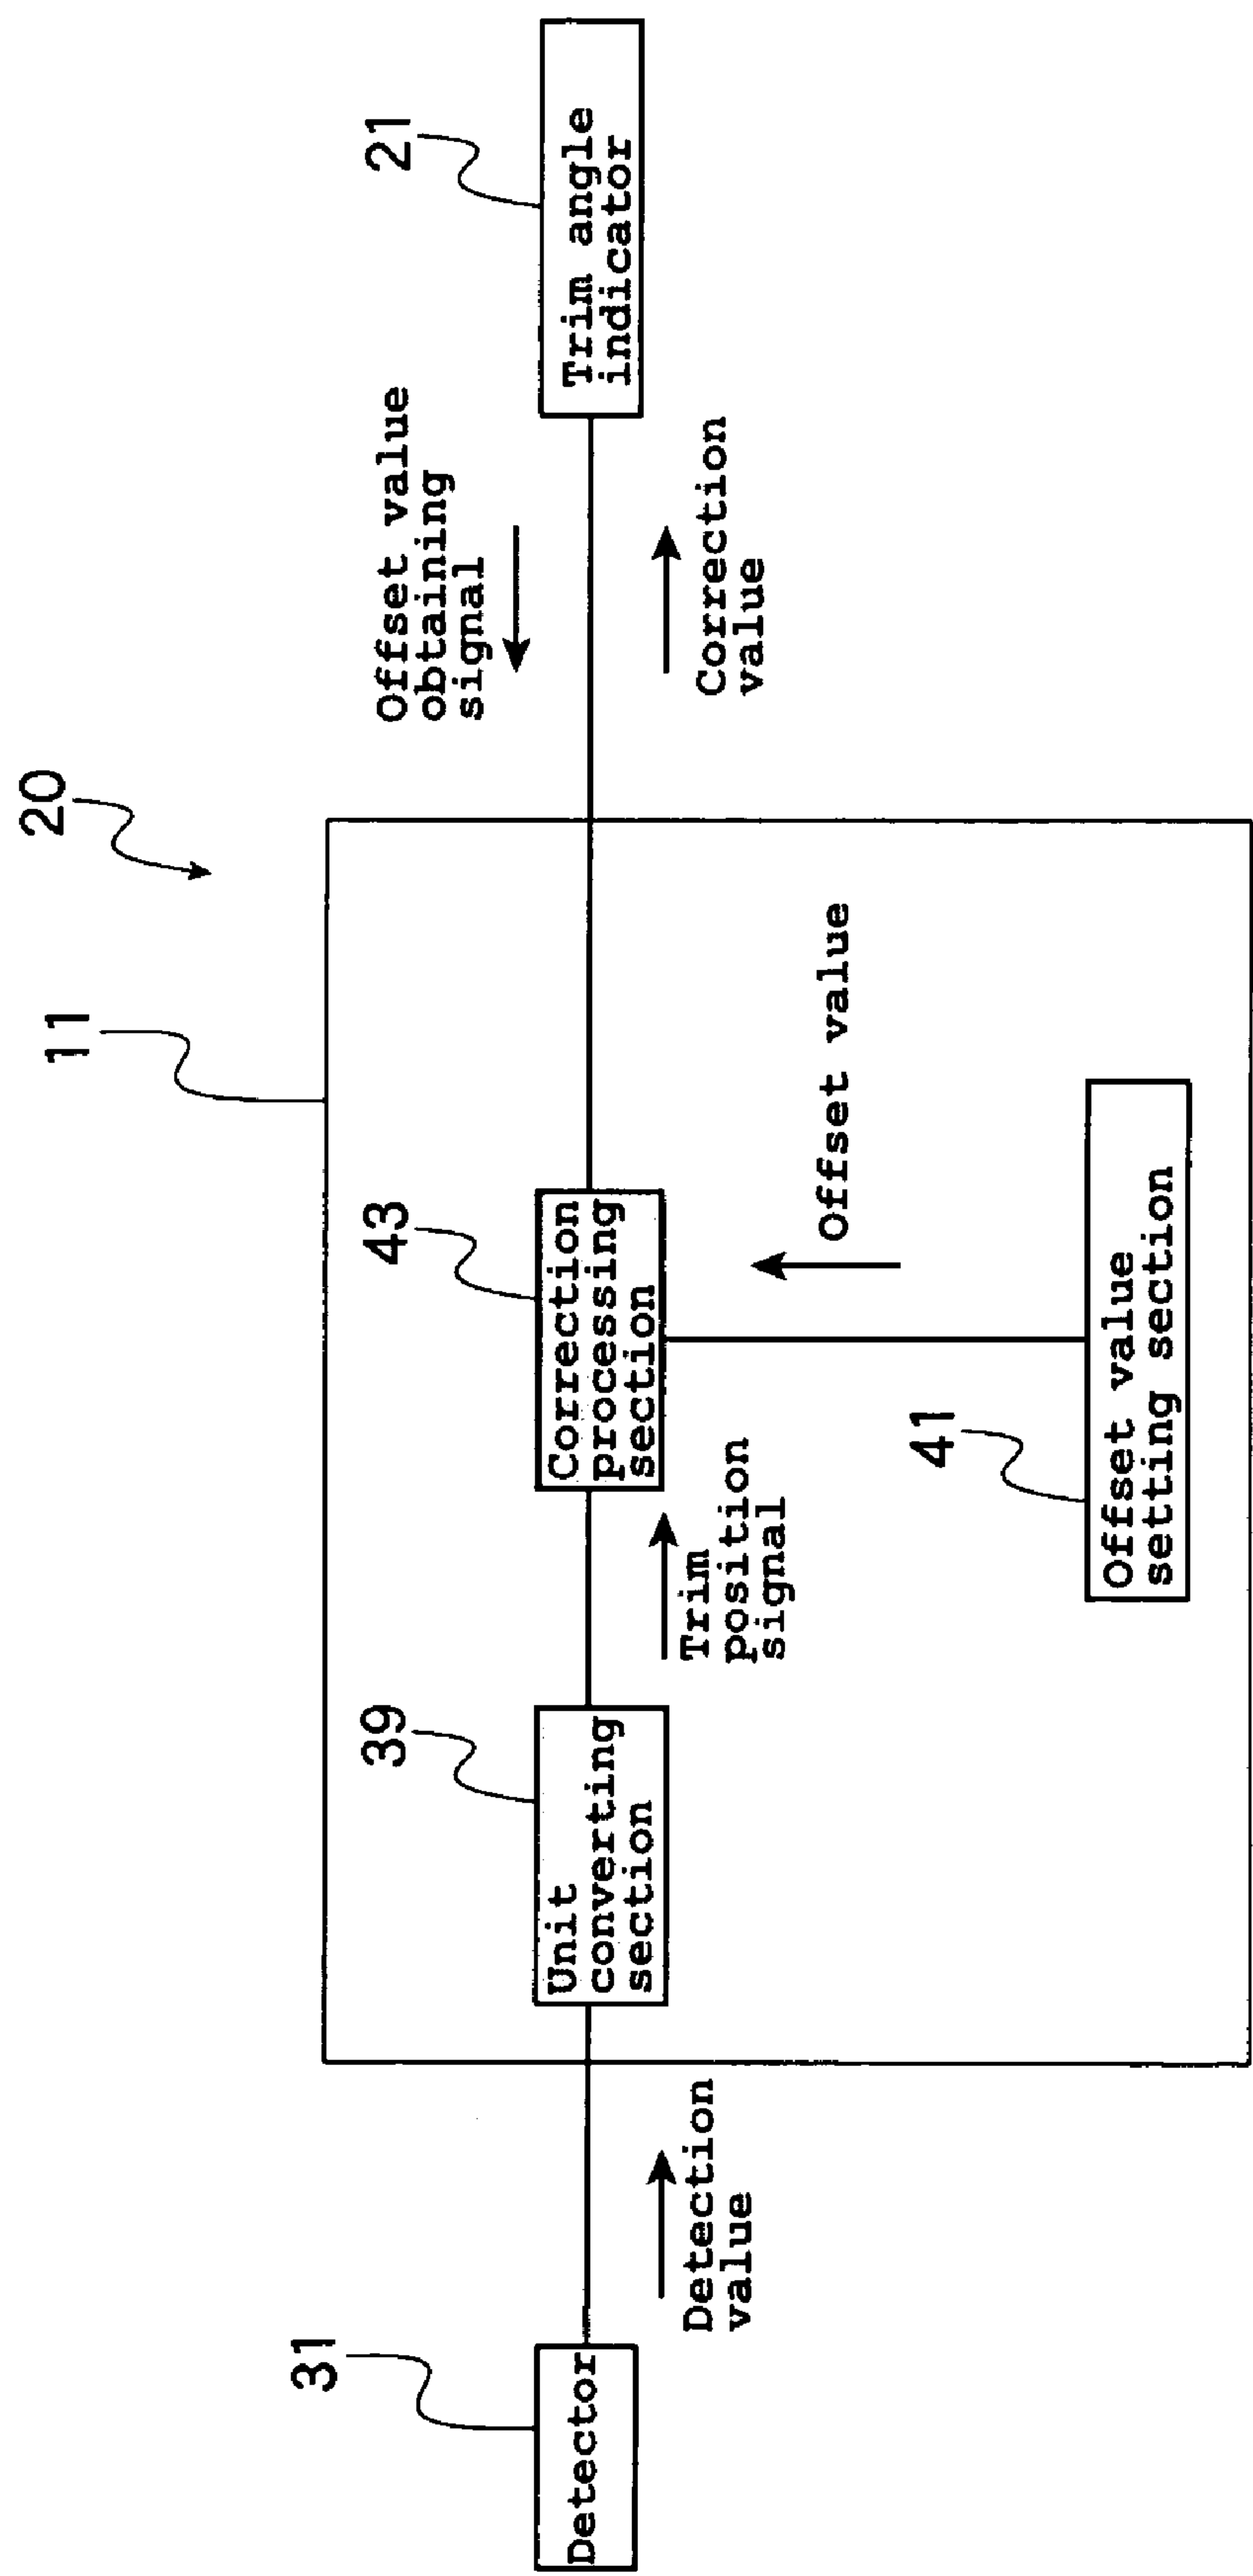 20
11
31
Detector
Detection
value
39
Unit
converting
section
Trim
position
signal
43
Correction
processing
section
Offset value
41
Offset value
setting section
Offset value
obtaining
signal
Correction
value
21
Trim angle
indicator